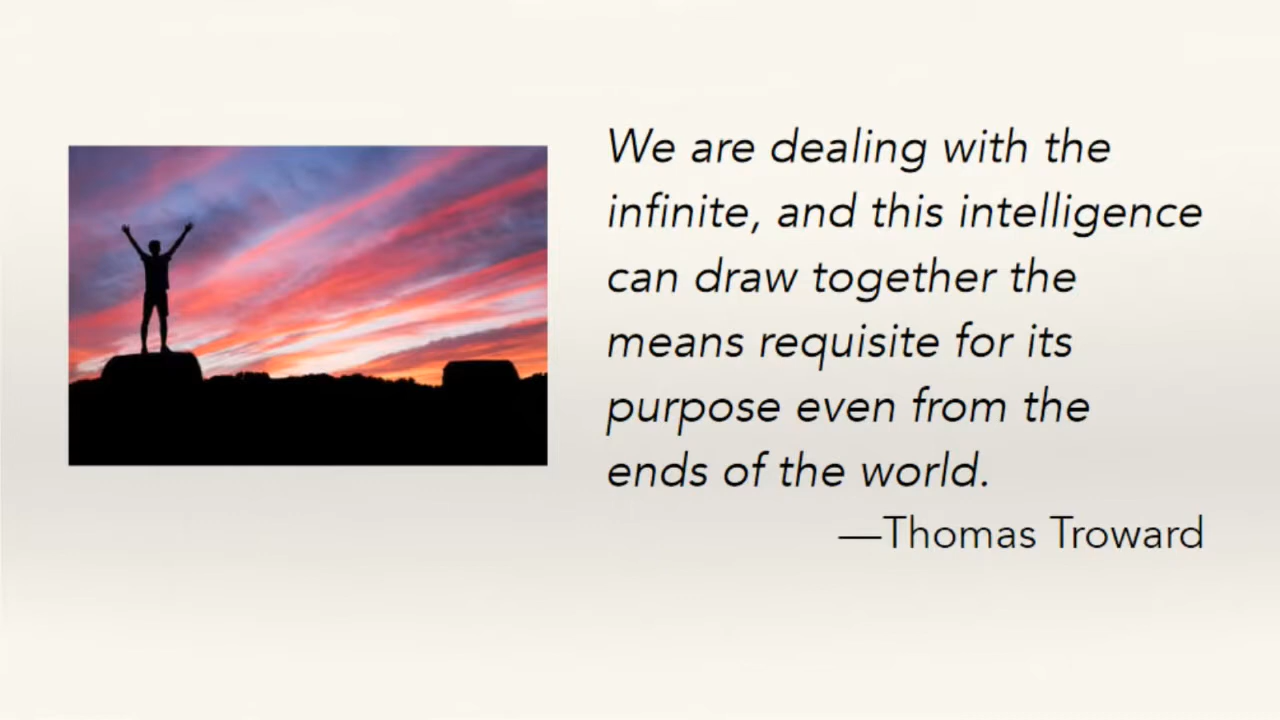 We are dealing with the
infinite, and this intelligence
can draw together the
means requisite for its
purpose even from the
ends of the world.
—Thomas Troward